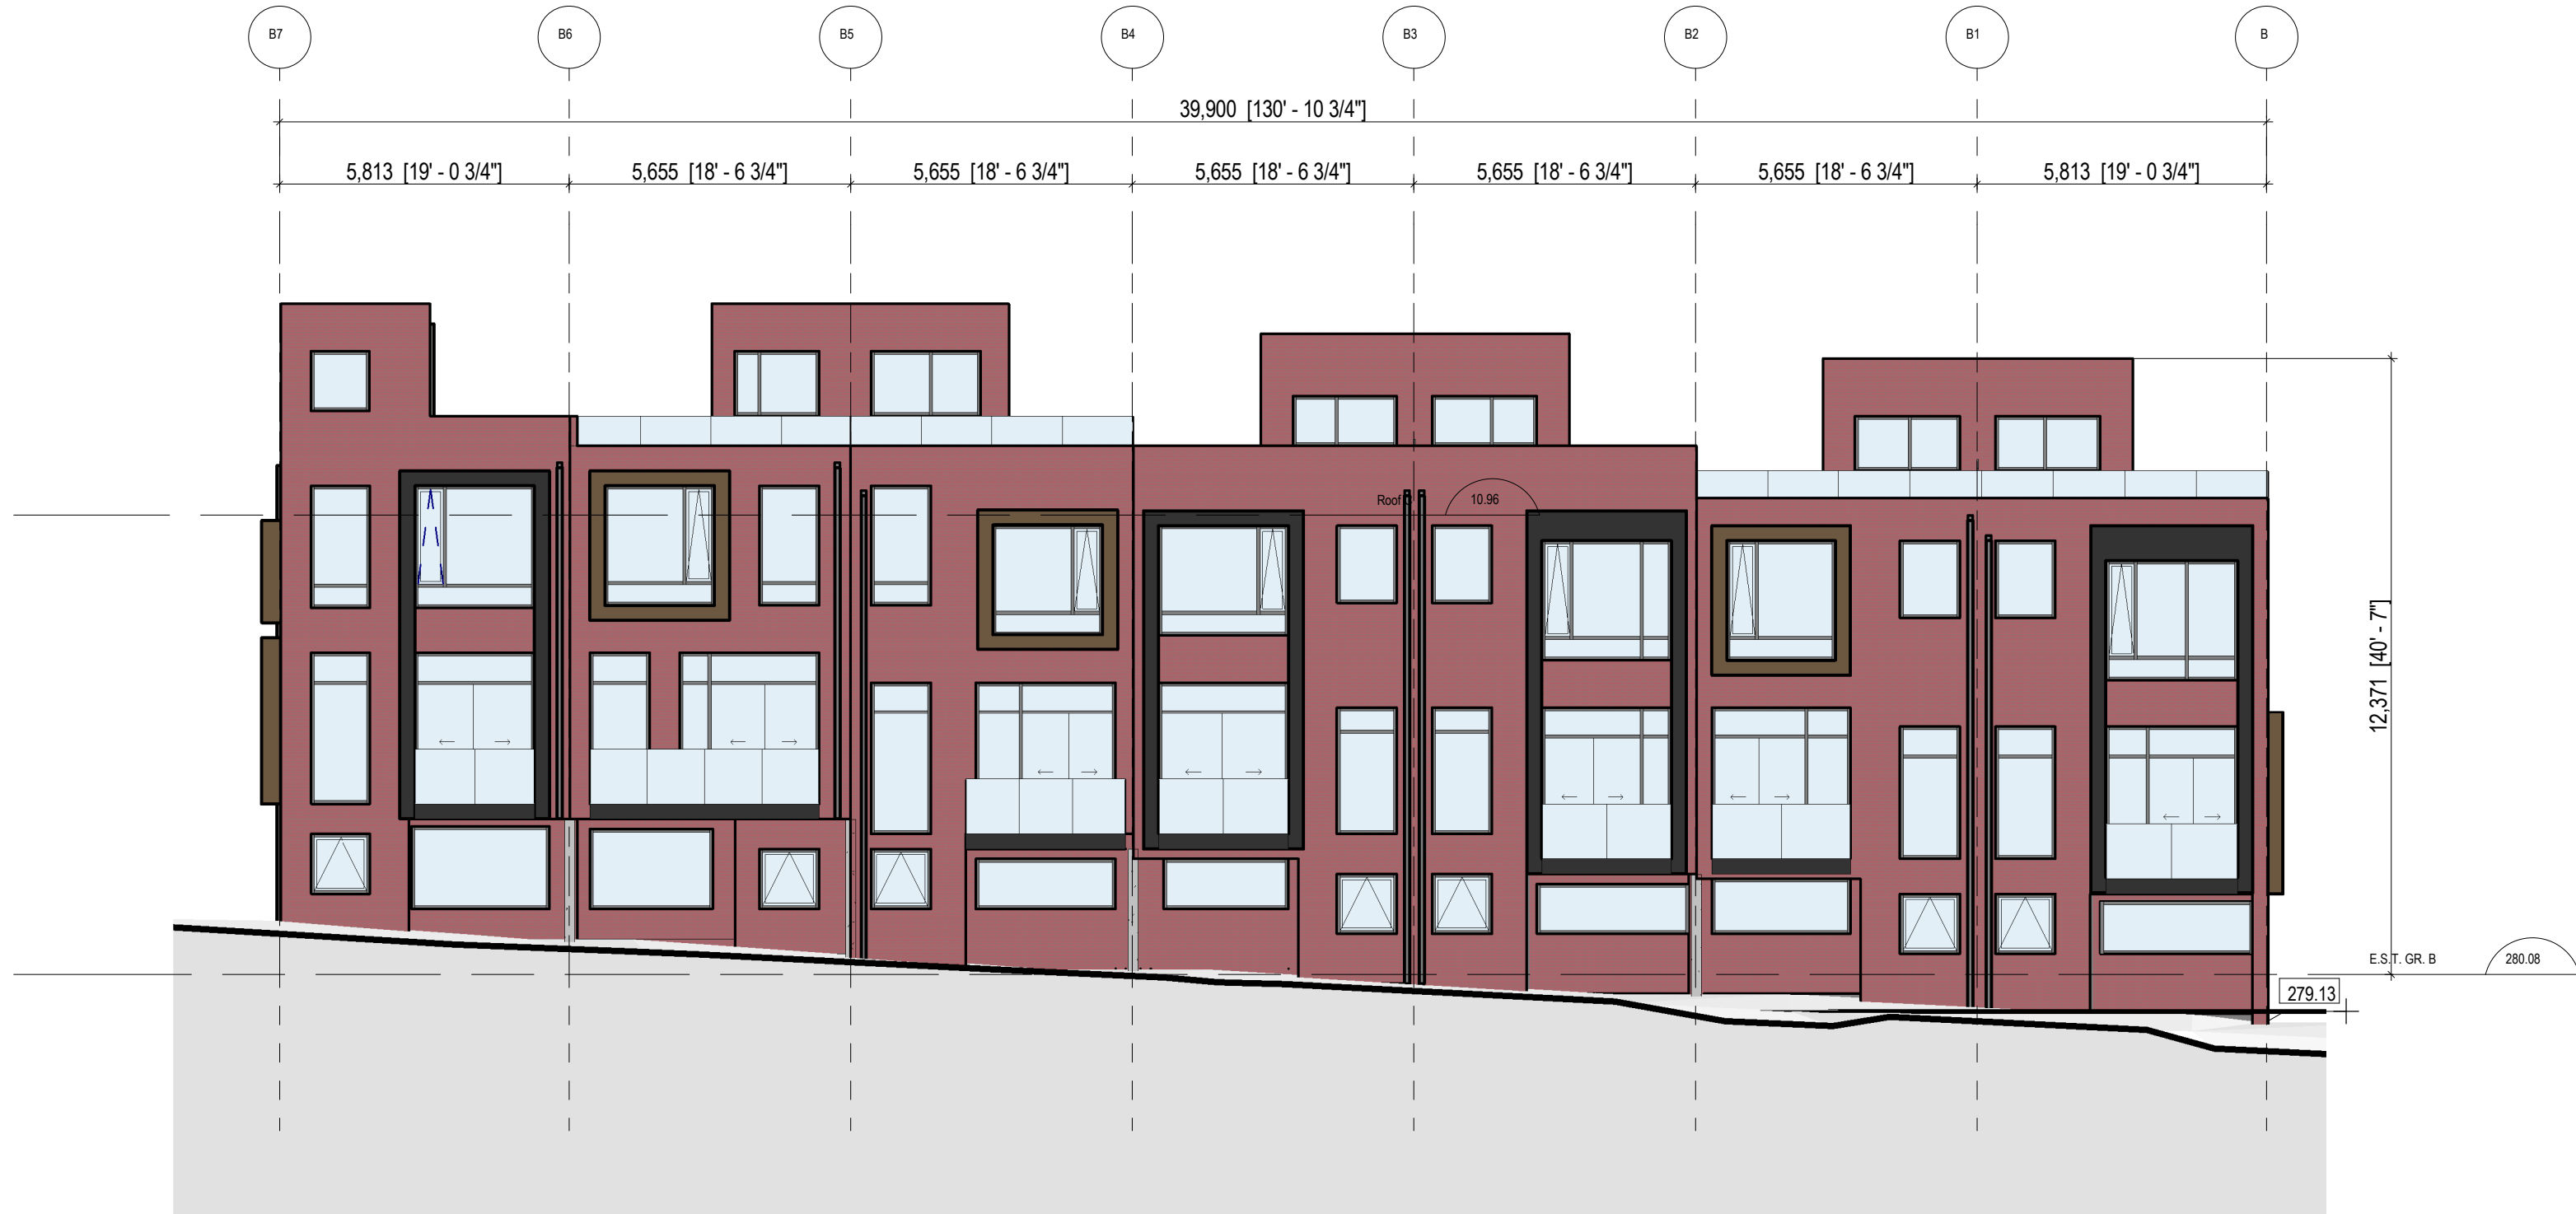 B7 B6 B5 B4 B3 B2 B1 B
39,900 [130' - 10 3/4"]
5,813 [19' - 0 3/4"] 5,655 [18' - 6 3/4"] 5,655 [18' - 6 3/4"] 5,655 [18' - 6 3/4"] 5,655 [18' - 6 3/4"] 5,655 [18' - 6 3/4"] 5,813 [19' - 0 3/4"]
Roof 10.96
12,371 [40' - 7"]
E.S.T. GR. B 280.08
279.13